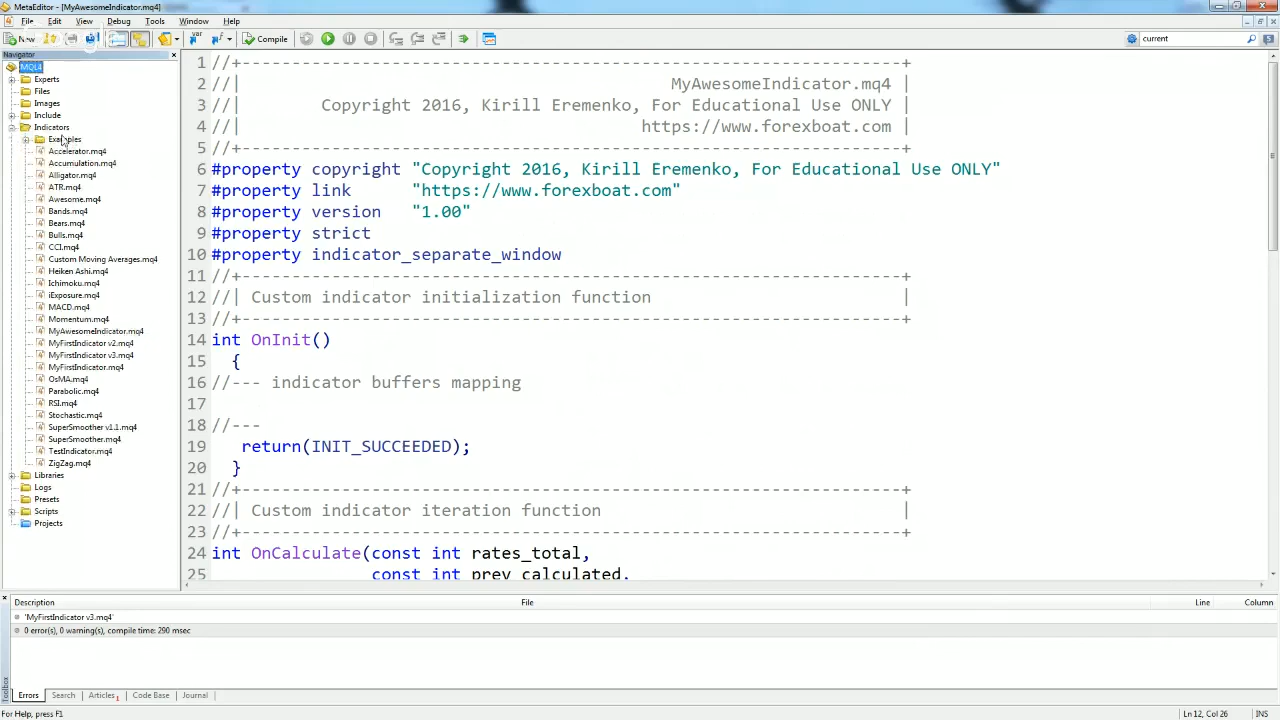 MetaEditor - [MyAwesomeIndicator.mq4]
File Edit View Debug Tools Window Help
New Compile current
Navigator
MQL4
Experts
Files
Images
Include
Indicators
Examples
Accelerator.mq4
Accumulation.mq4
Alligator.mq4
ATR.mq4
Awesome.mq4
Bands.mq4
Bears.mq4
Bulls.mq4
CCI.mq4
Custom Moving Averages.mq4
Heiken Ashi.mq4
Ichimoku.mq4
iExposure.mq4
MACD.mq4
Momentum.mq4
MyAwesomeIndicator.mq4
MyFirstIndicator v2.mq4
MyFirstIndicator v3.mq4
MyFirstIndicator.mq4
OsMA.mq4
Parabolic.mq4
RSI.mq4
Stochastic.mq4
SuperSmoother v1.1.mq4
SuperSmoother.mq4
TestIndicator.mq4
ZigZag.mq4
Libraries
Logs
Presets
Scripts
Projects
1 //+------------------------------------------------------------------+
2 //| MyAwesomeIndicator.mq4 |
3 //| Copyright 2016, Kirill Eremenko, For Educational Use ONLY |
4 //| https://www.forexboat.com |
5 //+------------------------------------------------------------------+
6 #property copyright "Copyright 2016, Kirill Eremenko, For Educational Use ONLY"
7 #property link "https://www.forexboat.com"
8 #property version "1.00"
9 #property strict
10 #property indicator_separate_window
11 //+------------------------------------------------------------------+
12 //| Custom indicator initialization function |
13 //+------------------------------------------------------------------+
14 int OnInit()
15 {
16 //--- indicator buffers mapping
17
18 //---
19 return(INIT_SUCCEEDED);
20 }
21 //+------------------------------------------------------------------+
22 //| Custom indicator iteration function |
23 //+------------------------------------------------------------------+
24 int OnCalculate(const int rates_total,
25 const int prev_calculated,
Description File Line Column
'MyFirstIndicator v3.mq4'
0 error(s), 0 warning(s), compile time: 290 msec
Toolbox
Errors Search Articles 1 Code Base Journal
For Help, press F1 Ln 12, Col 26 INS